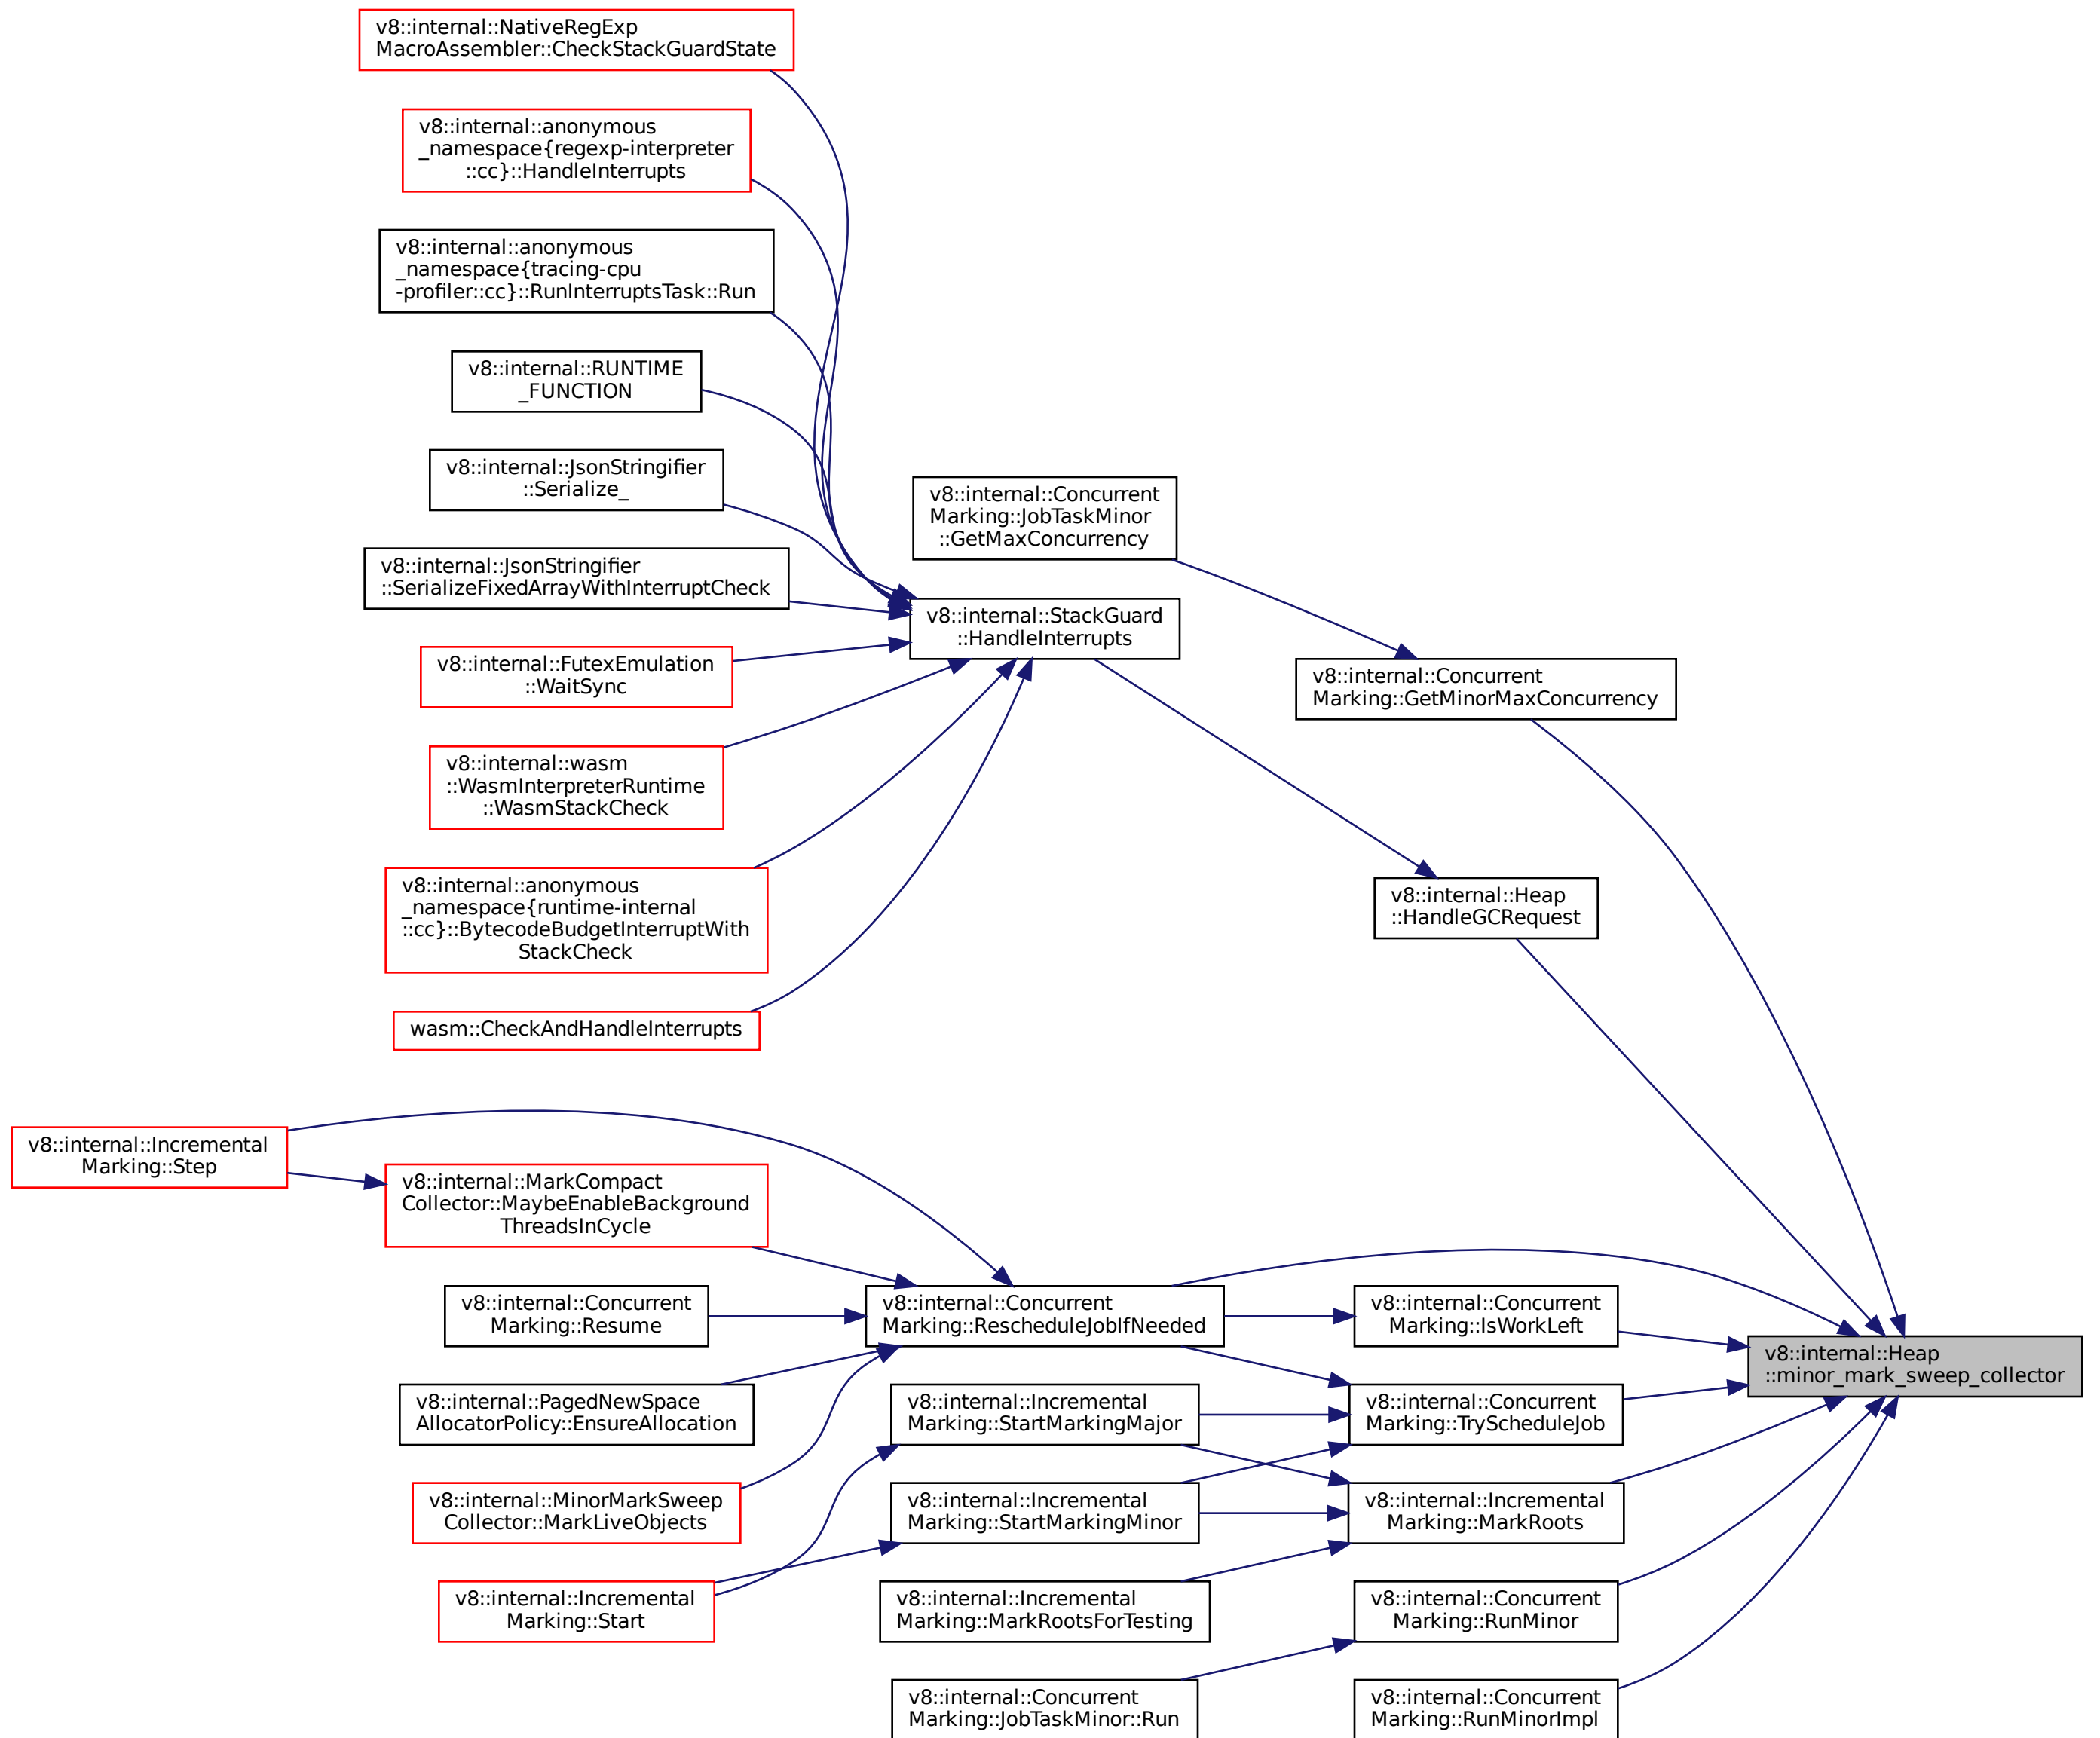 v8::internal::NativeRegExp
MacroAssembler::CheckStackGuardState
v8::internal::anonymous
_namespace{regexp-interpreter
::cc}::HandleInterrupts
v8::internal::anonymous
_namespace{tracing-cpu
-profiler::cc}::RunInterruptsTask::Run
v8::internal::RUNTIME
_FUNCTION
v8::internal::JsonStringifier
::Serialize_
v8::internal::JsonStringifier
::SerializeFixedArrayWithInterruptCheck
v8::internal::FutexEmulation
::WaitSync
v8::internal::wasm
::WasmInterpreterRuntime
::WasmStackCheck
v8::internal::anonymous
_namespace{runtime-internal
::cc}::BytecodeBudgetInterruptWith
StackCheck
wasm::CheckAndHandleInterrupts
v8::internal::Concurrent
Marking::JobTaskMinor
::GetMaxConcurrency
v8::internal::StackGuard
::HandleInterrupts
v8::internal::Concurrent
Marking::GetMinorMaxConcurrency
v8::internal::Heap
::HandleGCRequest
v8::internal::Incremental
Marking::Step
v8::internal::MarkCompact
Collector::MaybeEnableBackground
ThreadsInCycle
v8::internal::Concurrent
Marking::Resume
v8::internal::PagedNewSpace
AllocatorPolicy::EnsureAllocation
v8::internal::MinorMarkSweep
Collector::MarkLiveObjects
v8::internal::Incremental
Marking::Start
v8::internal::Concurrent
Marking::RescheduleJobIfNeeded
v8::internal::Incremental
Marking::StartMarkingMajor
v8::internal::Incremental
Marking::StartMarkingMinor
v8::internal::Incremental
Marking::MarkRootsForTesting
v8::internal::Concurrent
Marking::JobTaskMinor::Run
v8::internal::Concurrent
Marking::IsWorkLeft
v8::internal::Concurrent
Marking::TryScheduleJob
v8::internal::Incremental
Marking::MarkRoots
v8::internal::Concurrent
Marking::RunMinor
v8::internal::Concurrent
Marking::RunMinorImpl
v8::internal::Heap
::minor_mark_sweep_collector